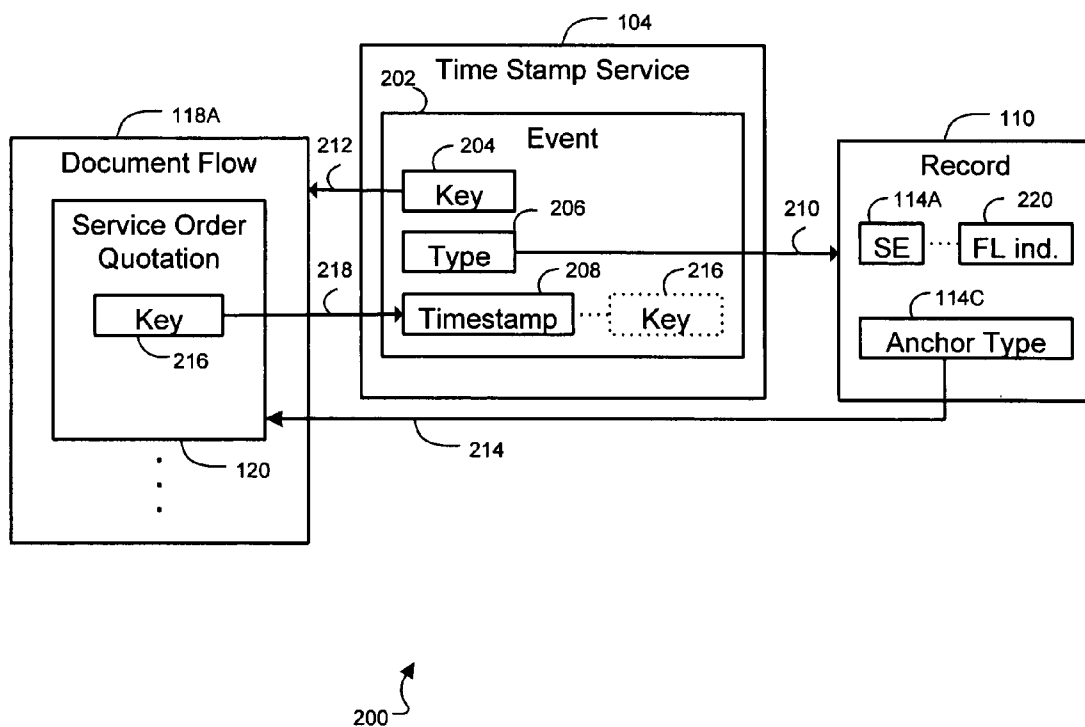 104
Time Stamp Service
202
118A
Event
110
Document Flow
212
204
Record
Key
114A
220
Service Order
Quotation
206
210
SE
FL ind.
Type
218
208
216
114C
Key
Timestamp
Key
Anchor Type
216
214
120
200